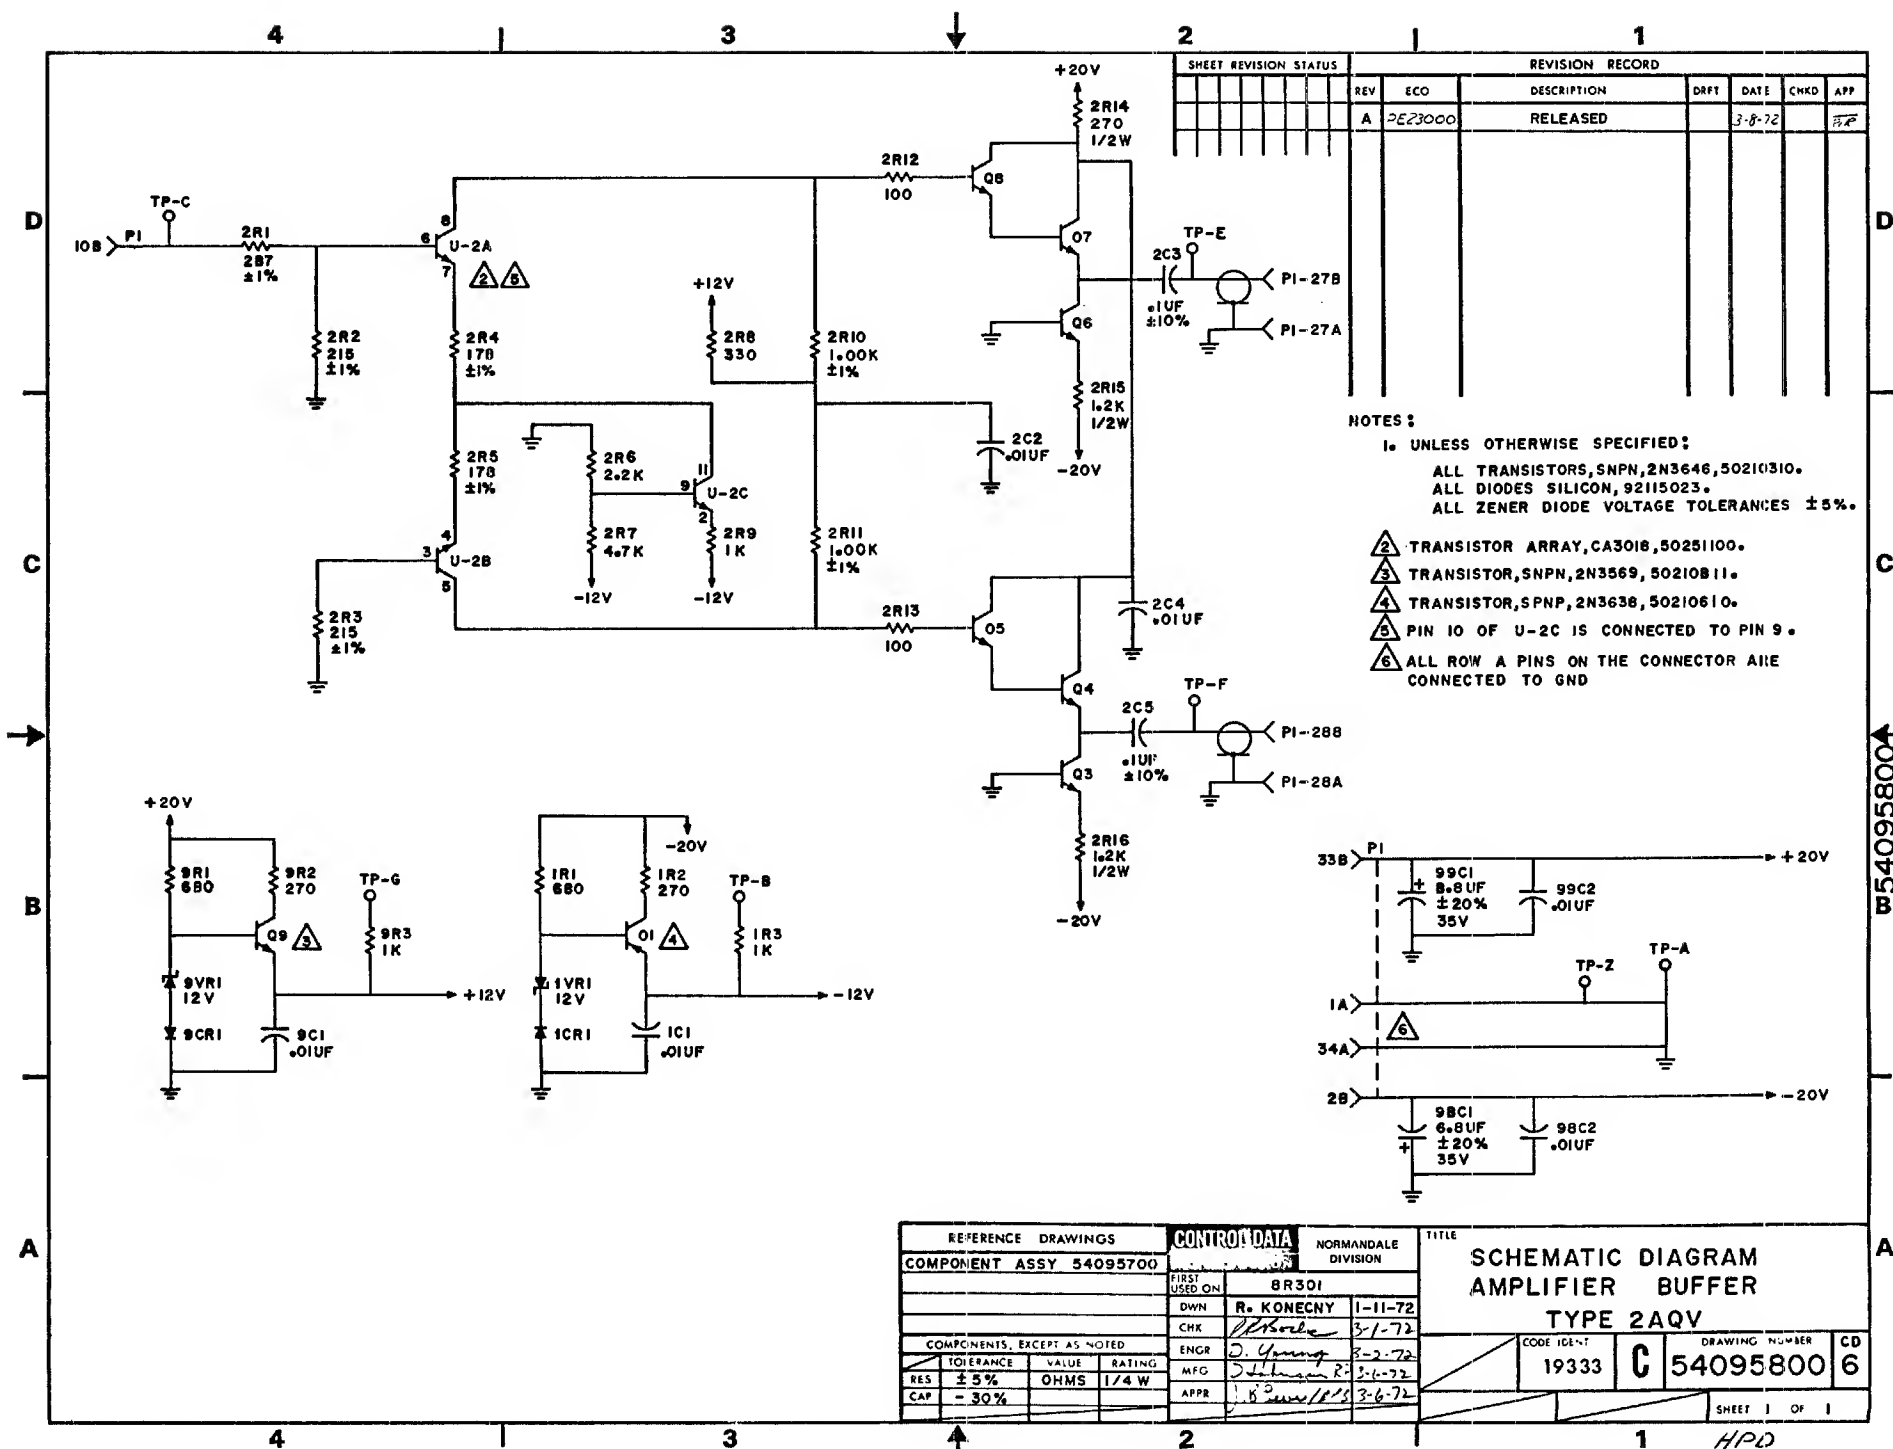 4 3 2 1
D
C
B
A
SHEET REVISION STATUS
REVISION RECORD
REV ECO DESCRIPTION DRFT DATE CHKD APP
A PE23000 RELEASED 3-8-72
+20V
2R14
270
1/2W
2R12
100
Q8
TP-C
10B P1
2R1
287
±1%
8
6 U-2A
7
2 5
2R2
215
±1%
2R4
178
±1%
+12V
2R8
330
2R10
1.00K
±1%
Q7
TP-E
2C3
.1UF
±10%
P1-27B
P1-27A
Q6
2R15
1.2K
1/2W
-20V
2C2
.01UF
2R5
178
±1%
2R6
2.2K
11
9 U-2C
2
2R7
4.7K
2R9
1K
2R11
1.00K
±1%
-12V
-12V
4
3 U-2B
5
2R3
215
±1%
2R13
100
Q5
2C4
.01UF
Q4
TP-F
2C5
.1UF
±10%
P1-28B
P1-28A
Q3
2R16
1.2K
1/2W
-20V
NOTES:
1. UNLESS OTHERWISE SPECIFIED:
ALL TRANSISTORS,SNPN,2N3646,50210310.
ALL DIODES SILICON,92115023.
ALL ZENER DIODE VOLTAGE TOLERANCES ±5%.
2 TRANSISTOR ARRAY,CA3018,50251100.
3 TRANSISTOR,SNPN,2N3569,50210811.
4 TRANSISTOR,SPNP,2N3638,50210610.
5 PIN 10 OF U-2C IS CONNECTED TO PIN 9.
6 ALL ROW A PINS ON THE CONNECTOR ARE
CONNECTED TO GND
54095800
+20V
9R1
680
9R2
270
TP-G
Q9
3
9R3
1K
9VR1
12V
+12V
9CR1
9C1
.01UF
-20V
1R1
680
1R2
270
TP-B
Q1
4
1R3
1K
1VR1
12V
-12V
1CR1
1C1
.01UF
33B P1 +20V
99C1
6.8UF
±20%
35V
99C2
.01UF
TP-A
TP-Z
1A
6
34A
2B -20V
98C1
6.8UF
±20%
35V
98C2
.01UF
REFERENCE DRAWINGS
COMPONENT ASSY 54095700
COMPONENTS, EXCEPT AS NOTED
TOLERANCE VALUE RATING
RES ±5% OHMS 1/4 W
CAP -30%
CONTROL DATA
NORMANDALE
DIVISION
FIRST
USED ON 8R301
DWN R. KONECNY 1-11-72
CHK 3-1-72
ENGR D. Young 3-2-72
MFG 3-6-72
APPR 3-6-72
TITLE
SCHEMATIC DIAGRAM
AMPLIFIER BUFFER
TYPE 2AQV
CODE IDENT
19333
C
DRAWING NUMBER
54095800
CD
6
SHEET 1 OF 1
4 3 2 1
HPD